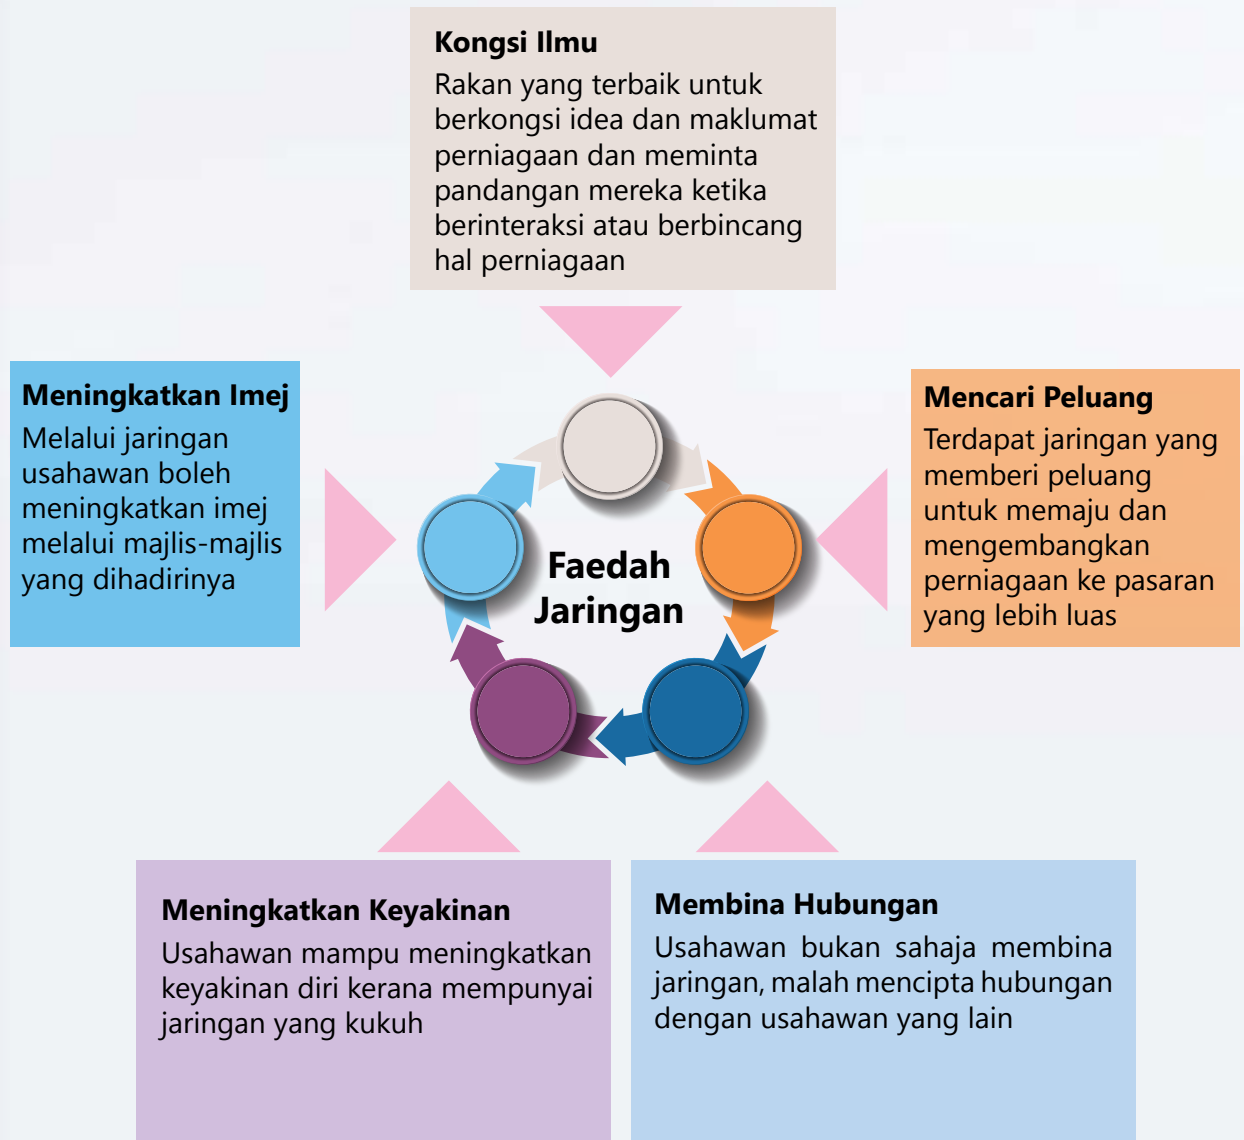 Kongsi Ilmu
Rakan yang terbaik untuk
berkongsi idea dan maklumat
perniagaan dan meminta
pandangan mereka ketika
berinteraksi atau berbincang
hal perniagaan
Meningkatkan Imej
Melalui jaringan
usahawan boleh
meningkatkan imej
melalui majlis-majlis
yang dihadirinya
Faedah
Jaringan
Mencari Peluang
Terdapat jaringan yang
memberi peluang
untuk memaju dan
mengembangkan
perniagaan ke pasaran
yang lebih luas
Meningkatkan Keyakinan
Usahawan mampu meningkatkan
keyakinan diri kerana mempunyai
jaringan yang kukuh
Membina Hubungan
Usahawan bukan sahaja membina
jaringan, malah mencipta hubungan
dengan usahawan yang lain